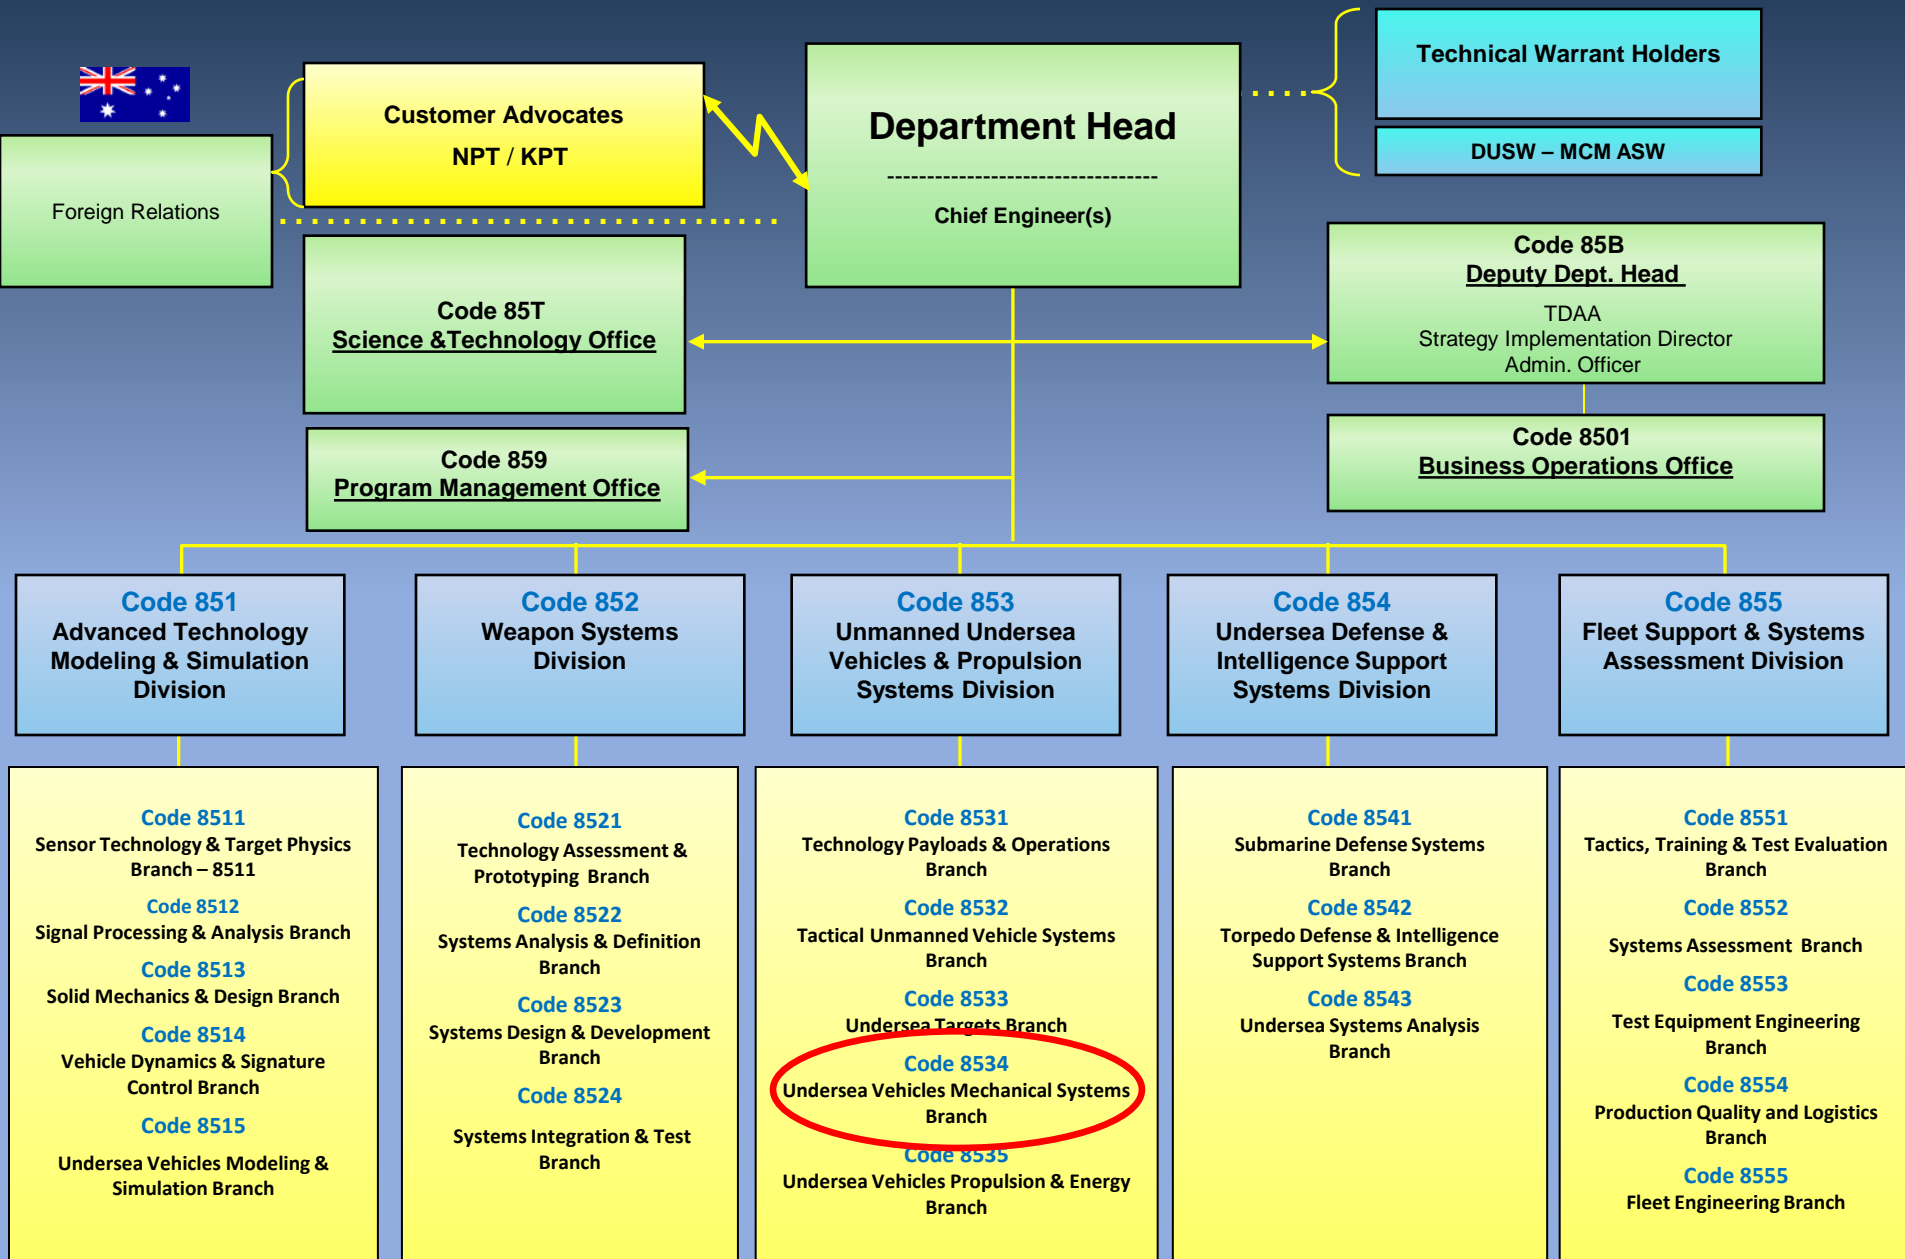 Technical Warrant Holders
DUSW – MCM ASW
Customer Advocates
NPT / KPT
Department Head
----------------------------------
Chief Engineer(s)
Foreign Relations
Code 85B
Deputy Dept. Head
TDAA
Strategy Implementation Director
Admin. Officer
Code 85T
Science &Technology Office
Code 8501
Business Operations Office
Code 859
Program Management Office
Code 851
Advanced Technology
Modeling & Simulation
Division
Code 852
Weapon Systems
Division
Code 853
Unmanned Undersea
Vehicles & Propulsion
Systems Division
Code 854
Undersea Defense &
Intelligence Support
Systems Division
Code 855
Fleet Support & Systems
Assessment Division
Code 8511
Sensor Technology & Target Physics
Branch – 8511
Code 8512
Signal Processing & Analysis Branch
Code 8513
Solid Mechanics & Design Branch
Code 8514
Vehicle Dynamics & Signature
Control Branch
Code 8515
Undersea Vehicles Modeling &
Simulation Branch
Code 8521
Technology Assessment &
Prototyping Branch
Code 8522
Systems Analysis & Definition
Branch
Code 8523
Systems Design & Development
Branch
Code 8524
Systems Integration & Test
Branch
Code 8531
Technology Payloads & Operations
Branch
Code 8532
Tactical Unmanned Vehicle Systems
Branch
Code 8533
Undersea Targets Branch
Code 8534
Undersea Vehicles Mechanical Systems
Branch
Code 8535
Undersea Vehicles Propulsion & Energy
Branch
Code 8541
Submarine Defense Systems
Branch
Code 8542
Torpedo Defense & Intelligence
Support Systems Branch
Code 8543
Undersea Systems Analysis
Branch
Code 8551
Tactics, Training & Test Evaluation
Branch
Code 8552
Systems Assessment Branch
Code 8553
Test Equipment Engineering
Branch
Code 8554
Production Quality and Logistics
Branch
Code 8555
Fleet Engineering Branch